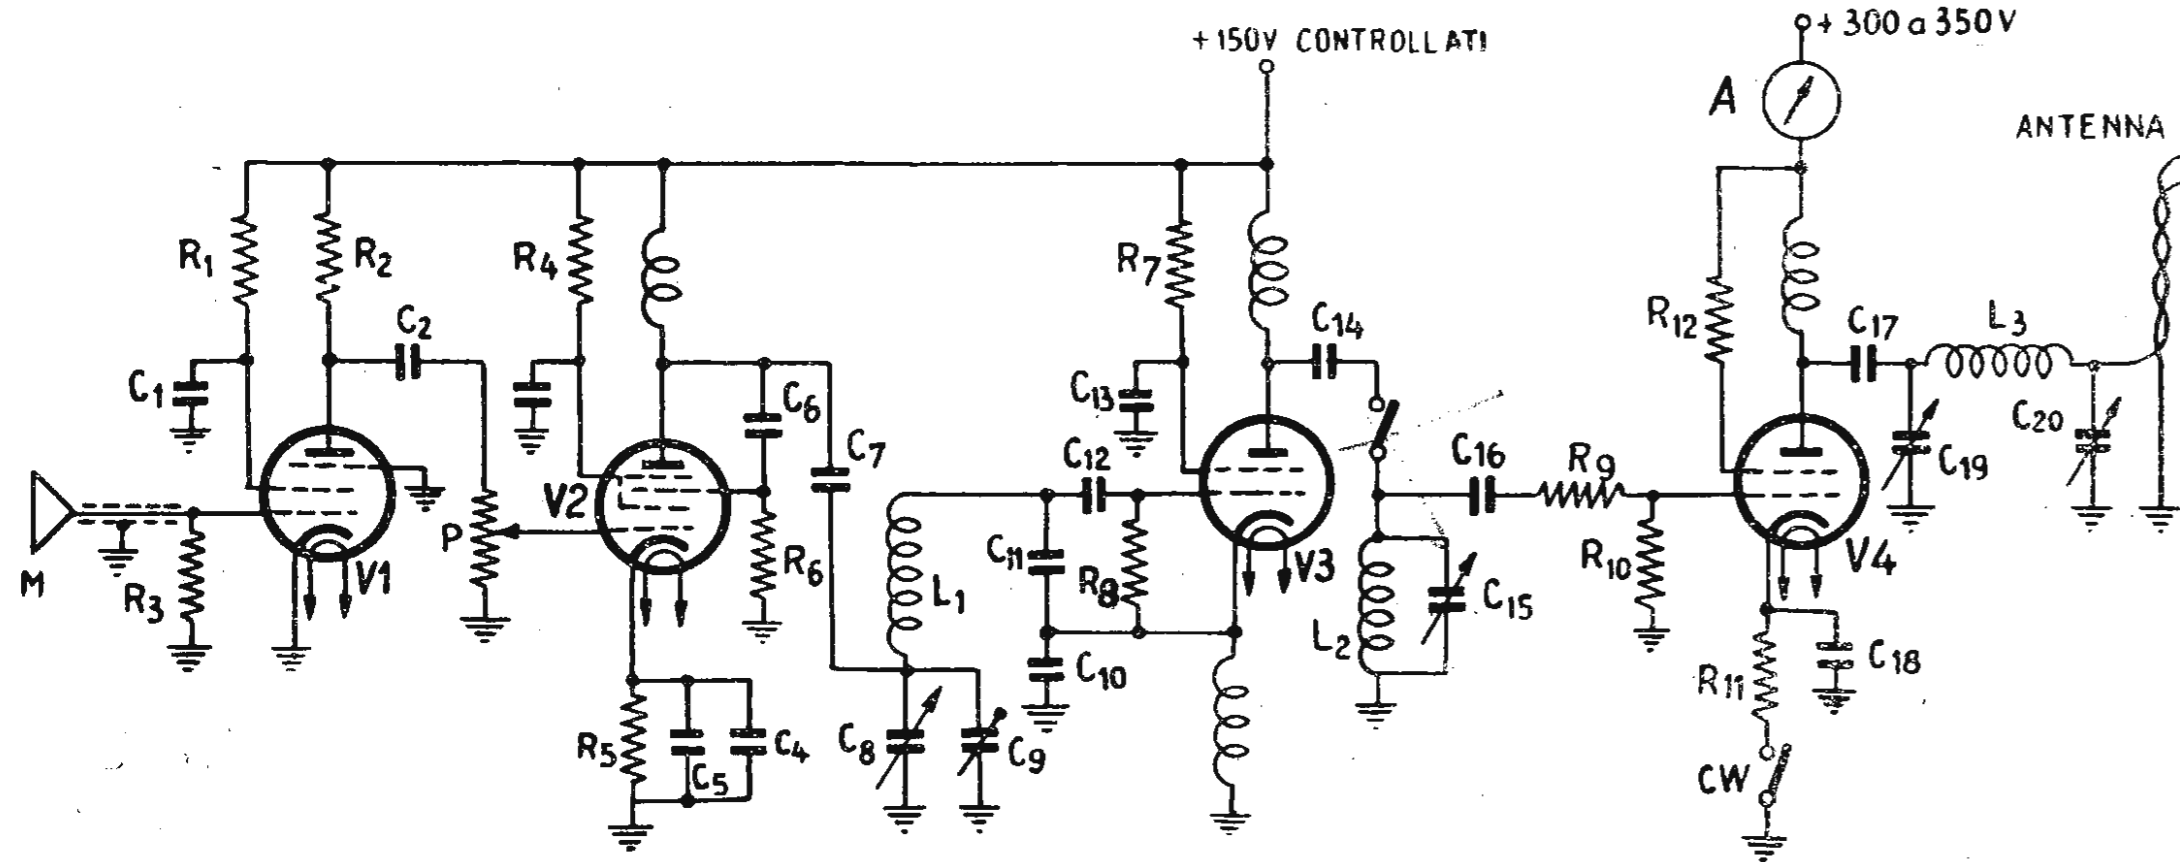 + 300 a 350 V
+ 150V CONTROLLATI
A
ANTENNA
R1
R2
R4
R7
R12
C2
C14
C17
L3
C1
C6
C13
C20
C7
C12
C16
R9
C19
V2
P
M
R3
V1
R6
L1
C11
R8
V3
C15
R10
V4
L2
C10
C18
R11
R5
C5
C4
C8
C9
CW